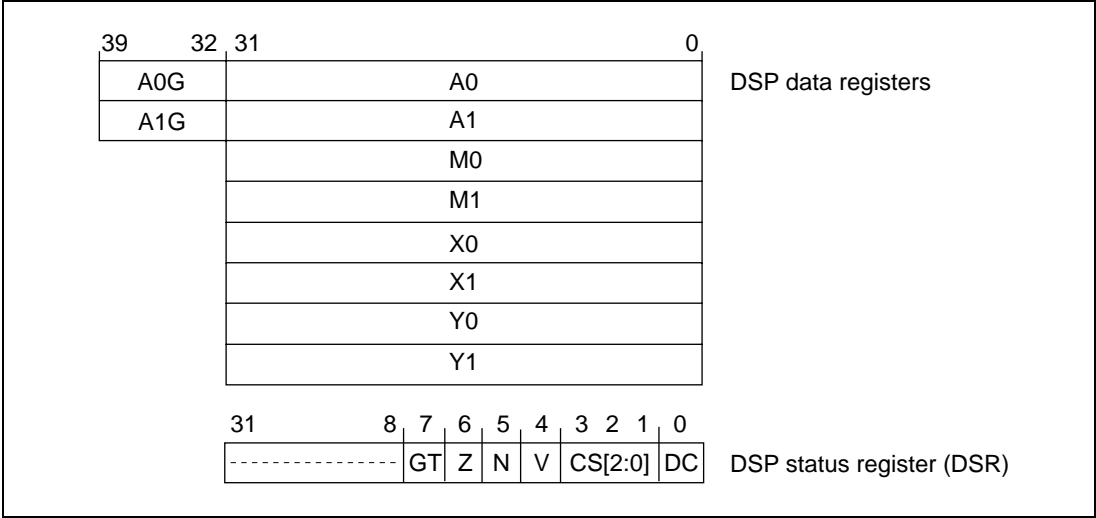 39 32 31 0
A0G A0 DSP data registers
A1G A1
M0
M1
X0
X1
Y0
Y1
31 8 7 6 5 4 3 2 1 0
GT Z N V CS[2:0] DC DSP status register (DSR)